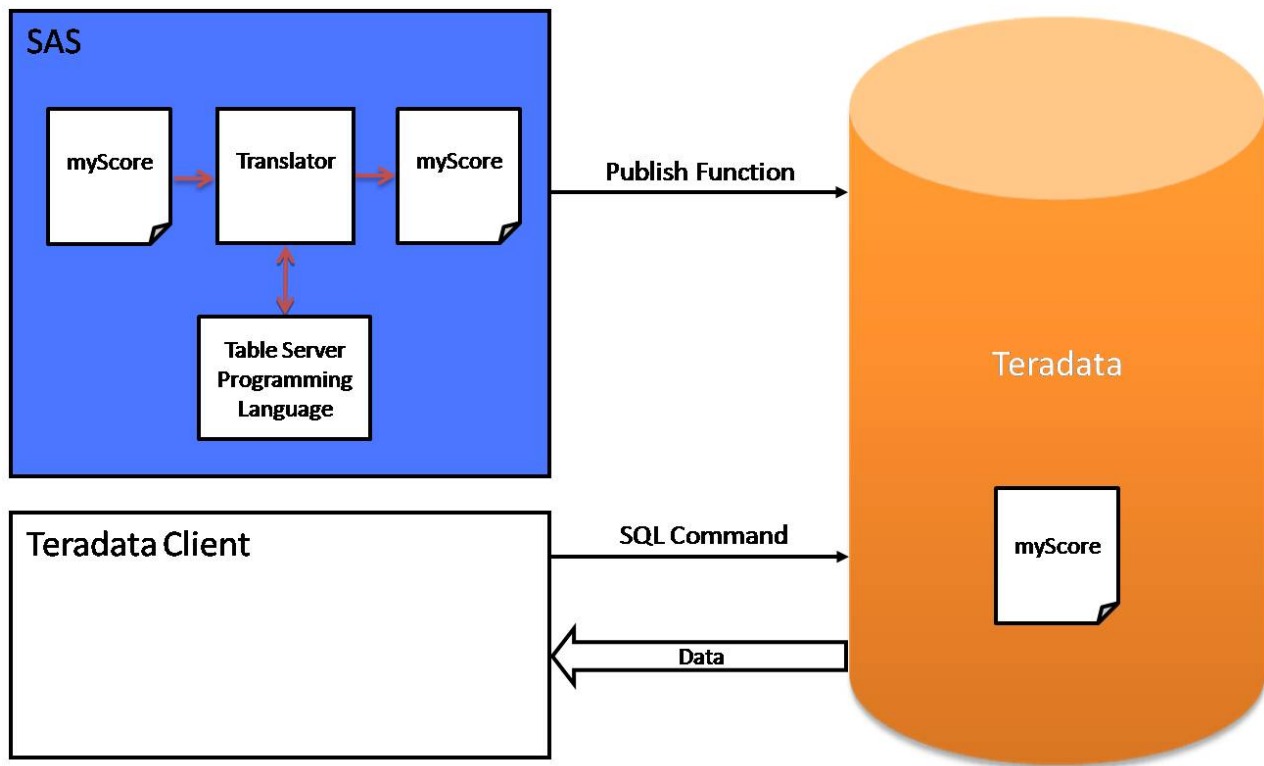 SAS
myScore
Translator
myScore
Publish Function
Table Server
Programming
Language
Teradata
Teradata Client
SQL Command
myScore
Data